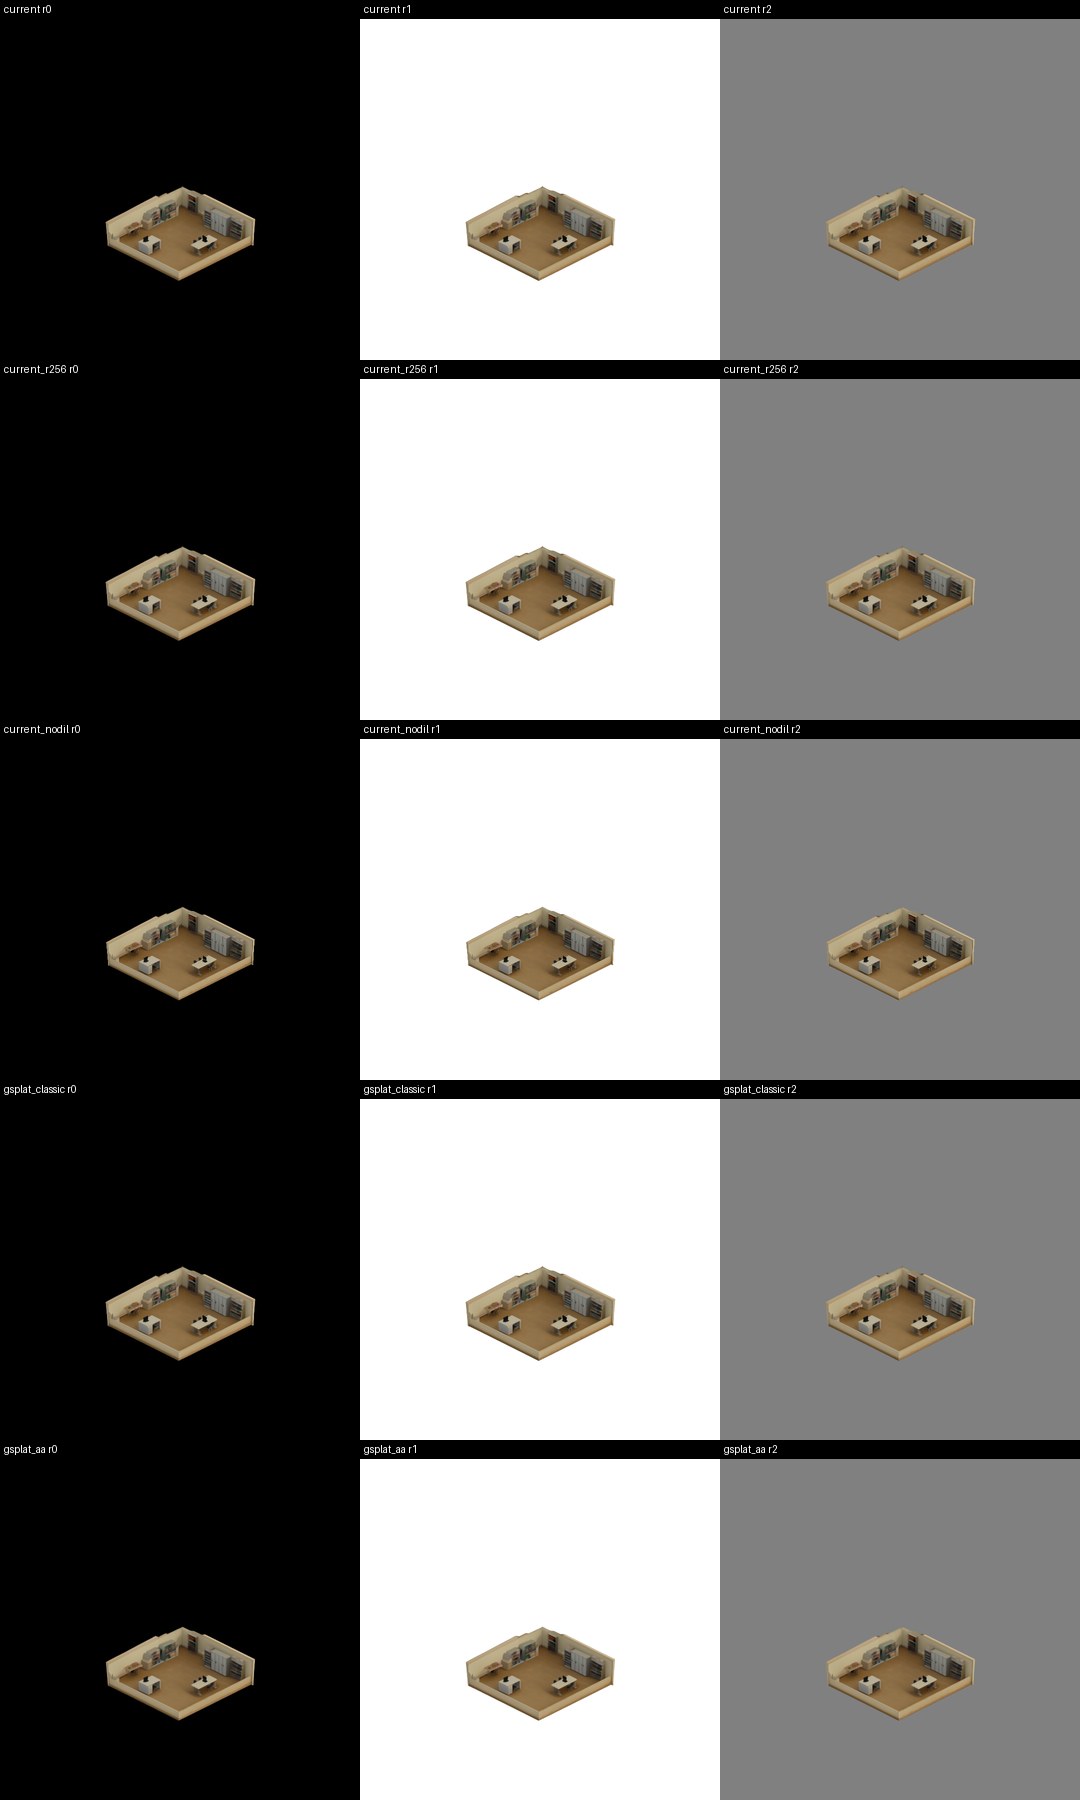 current r0
current r1
current r2
current_r256 r0
current_r256 r1
current_r256 r2
current_nodil r0
current_nodil r1
current_nodil r2
gsplat_classic r0
gsplat_classic r1
gsplat_classic r2
gsplat_aa r0
gsplat_aa r1
gsplat_aa r2